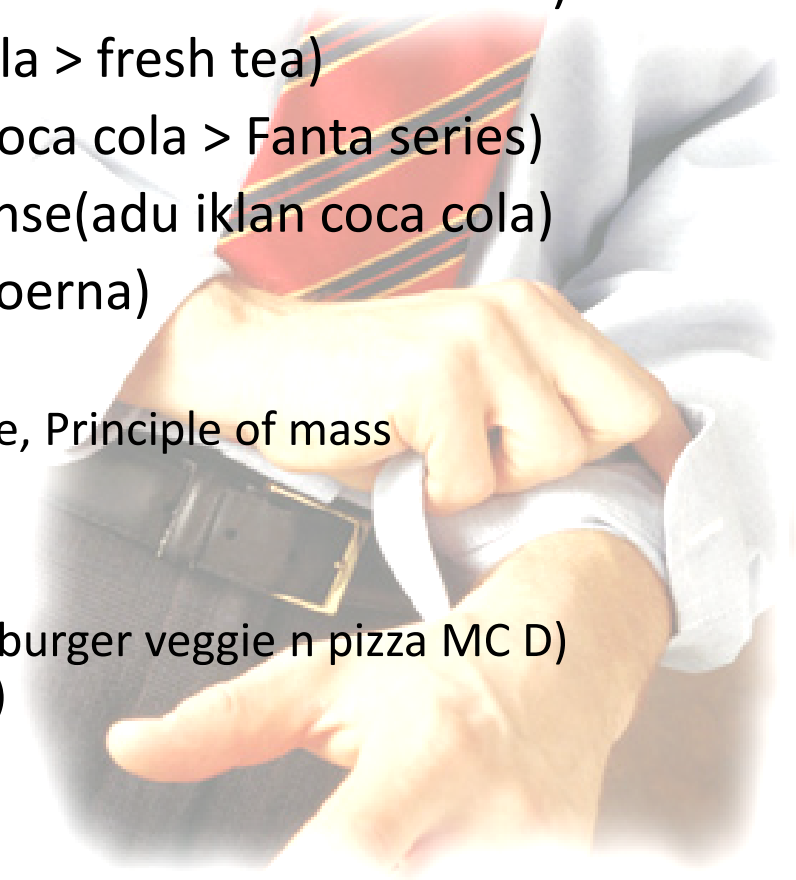 la > fresh tea)
oca cola > Fanta series)
nse(adu iklan coca cola)
oerna)
e, Principle of mass
burger veggie n pizza MC D)
)